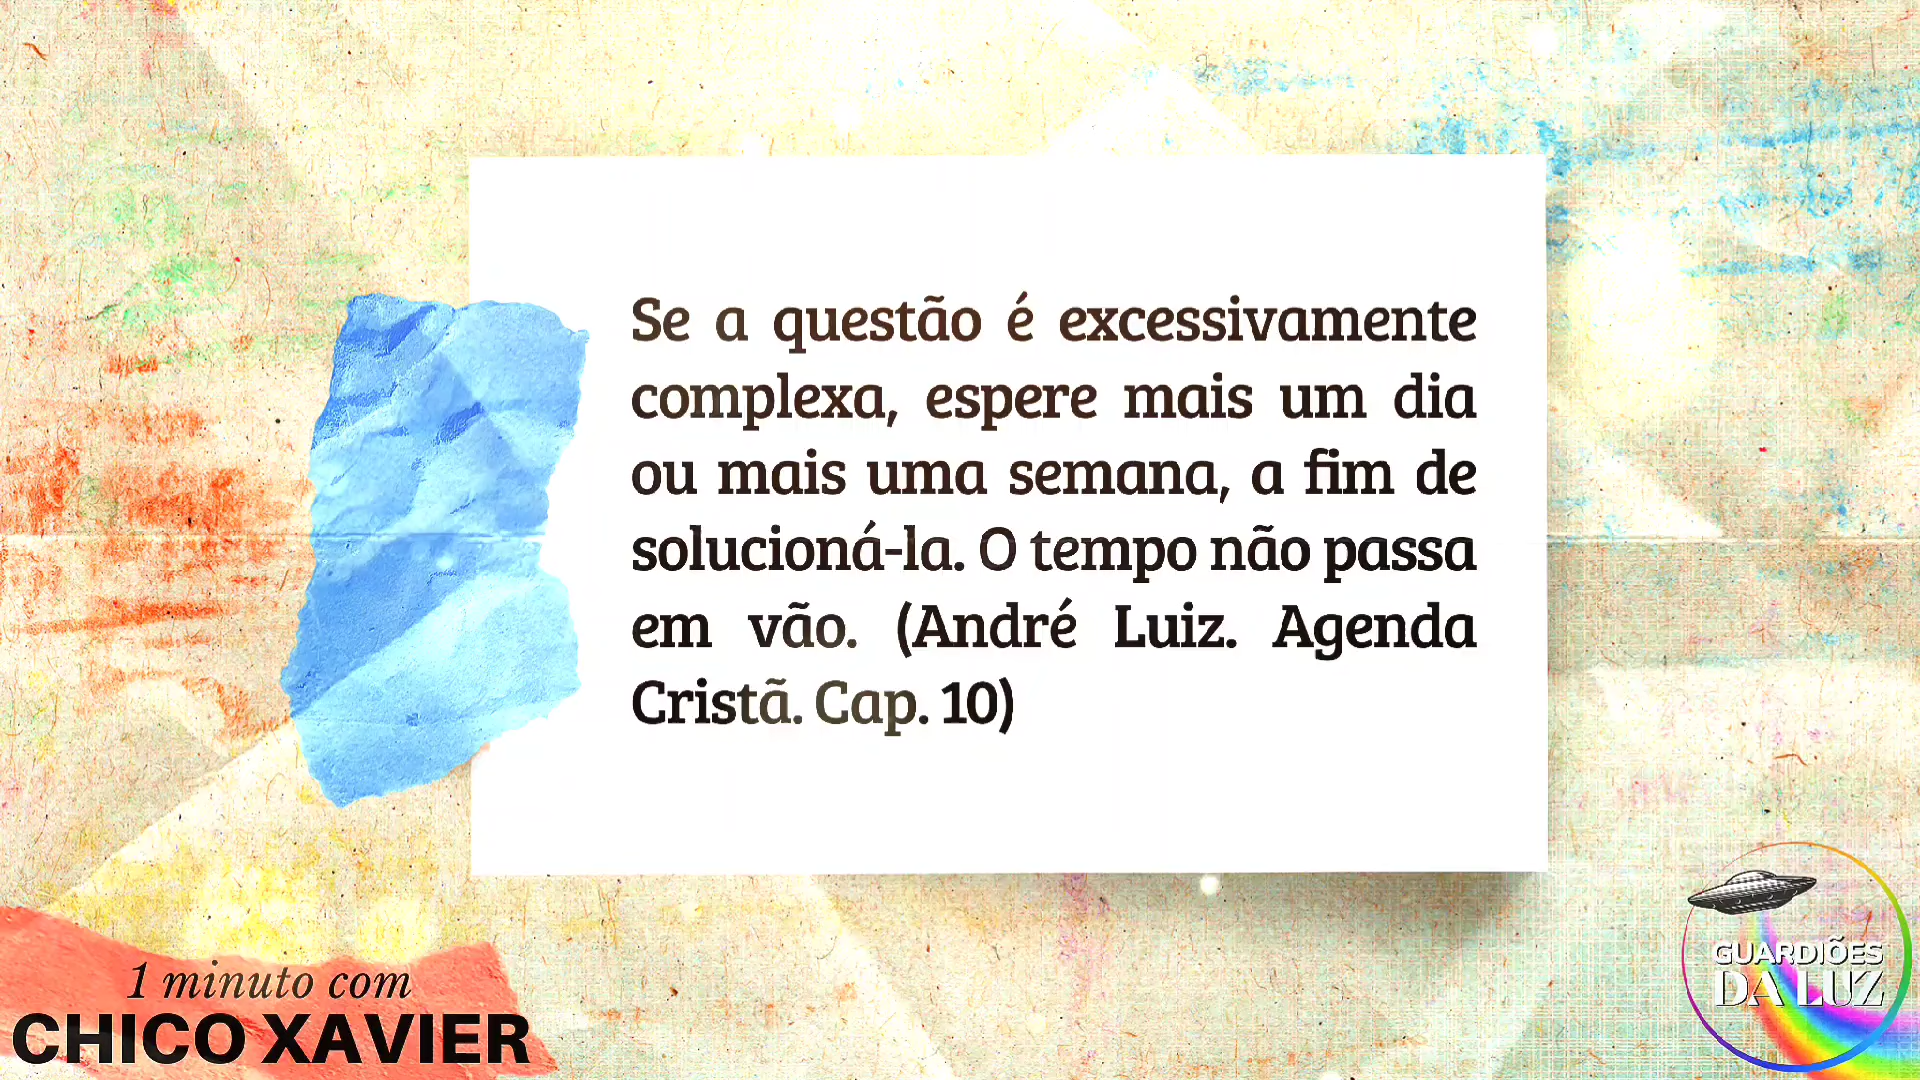 Se a questão é excessivamente
complexa, espere mais um dia
ou mais uma semana, a fim de
solucioná-la. O tempo não passa
em vão. (André Luiz. Agenda
Cristã. Cap. 10)
1 minuto com
CHICO XAVIER
GUARDIÕES
DA LUZ